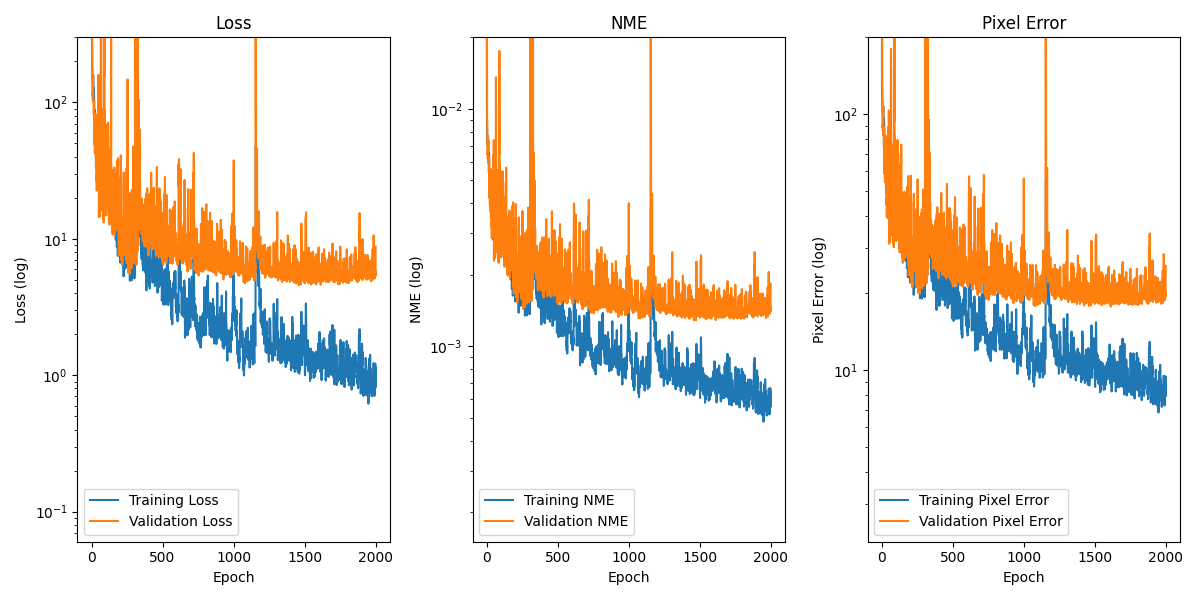 Loss
Loss (log)
10²
10¹
10⁰
10⁻¹
Training Loss
Validation Loss
0 500 1000 1500 2000
Epoch
NME
NME (log)
10⁻²
10⁻³
Training NME
Validation NME
0 500 1000 1500 2000
Epoch
Pixel Error
Pixel Error (log)
10²
10¹
Training Pixel Error
Validation Pixel Error
0 500 1000 1500 2000
Epoch